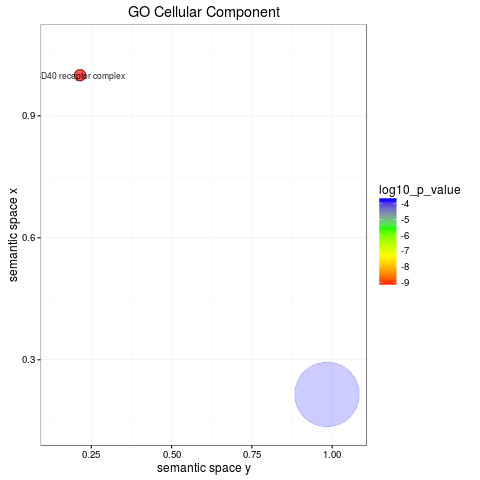 GO Cellular Component
D40 receptor complex
0.9
0.6
0.3
semantic space x
0.25
0.50
0.75
1.00
semantic space y
log10_p_value
-4
-5
-6
-7
-8
-9